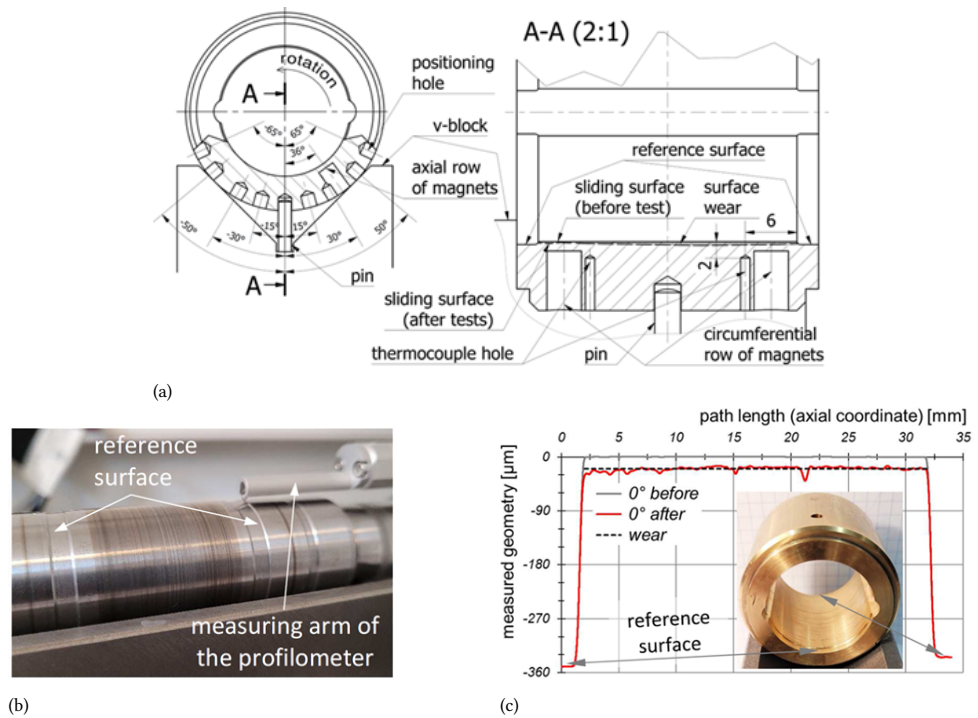 A-A (2:1)
rotation
A
positioning
hole
v-block
axial row
of magnets
-65° 65°
36°
-50° -30° -15° 15° 30° 50°
pin
A
reference surface
sliding surface
(before test)
surface
wear
6
2
sliding surface
(after tests)
thermocouple hole
pin
circumferential
row of magnets
(a)
reference
surface
measuring arm of
the profilometer
(b)
path length (axial coordinate) [mm]
0 5 10 15 20 25 30 35
measured geometry [µm]
0
-90
-180
-270
-360
0° before
0° after
wear
reference
surface
(c)